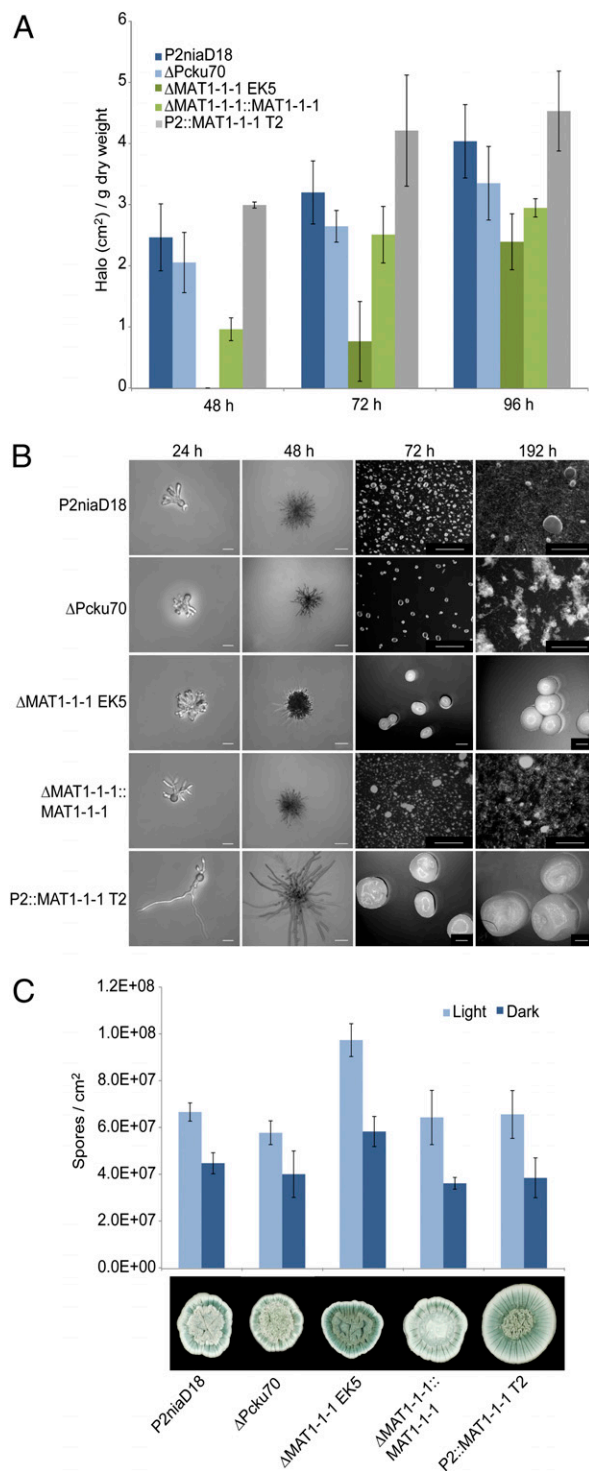 A
6
5
4
3
2
1
0
Halo (cm²) / g dry weight
P2niaD18
ΔPcku70
ΔMAT1-1-1 EK5
ΔMAT1-1-1::MAT1-1-1
P2::MAT1-1-1 T2
48 h 72 h 96 h
B
24 h 48 h 72 h 192 h
P2niaD18
ΔPcku70
ΔMAT1-1-1 EK5
ΔMAT1-1-1::
MAT1-1-1
P2::MAT1-1-1 T2
C
1.2E+08
1.0E+08
8.0E+07
6.0E+07
4.0E+07
2.0E+07
0.0E+00
Spores / cm²
Light Dark
P2niaD18
ΔPcku70
ΔMAT1-1-1 EK5
ΔMAT1-1-1::
MAT1-1-1
P2::MAT1-1-1 T2